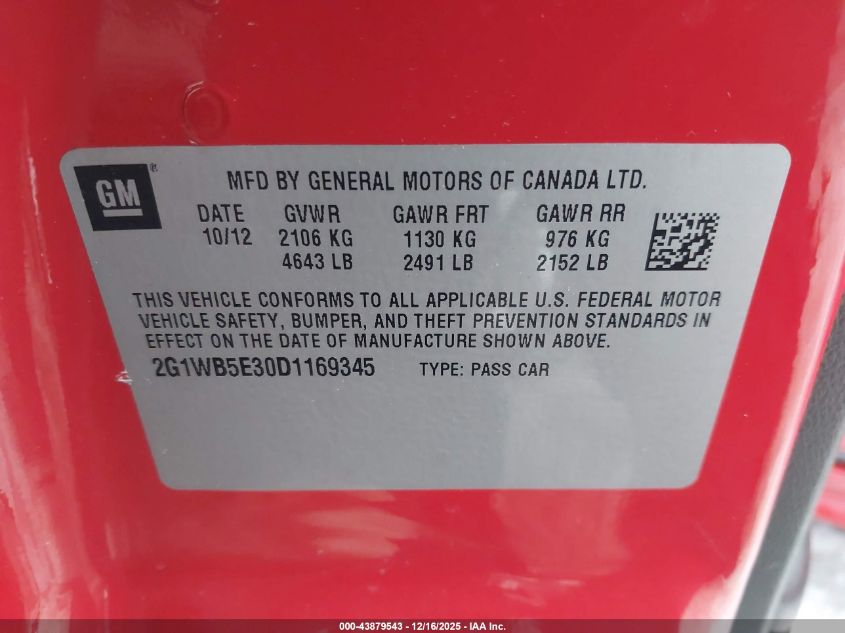 GM®
MFD BY GENERAL MOTORS OF CANADA LTD.
DATE GVWR GAWR FRT GAWR RR
10/12 2106 KG 1130 KG 976 KG
4643 LB 2491 LB 2152 LB
THIS VEHICLE CONFORMS TO ALL APPLICABLE U.S. FEDERAL MOTOR
VEHICLE SAFETY, BUMPER, AND THEFT PREVENTION STANDARDS IN
EFFECT ON THE DATE OF MANUFACTURE SHOWN ABOVE.
2G1WB5E30D1169345 TYPE: PASS CAR
000-43879543 - 12/16/2025 - IAA Inc.